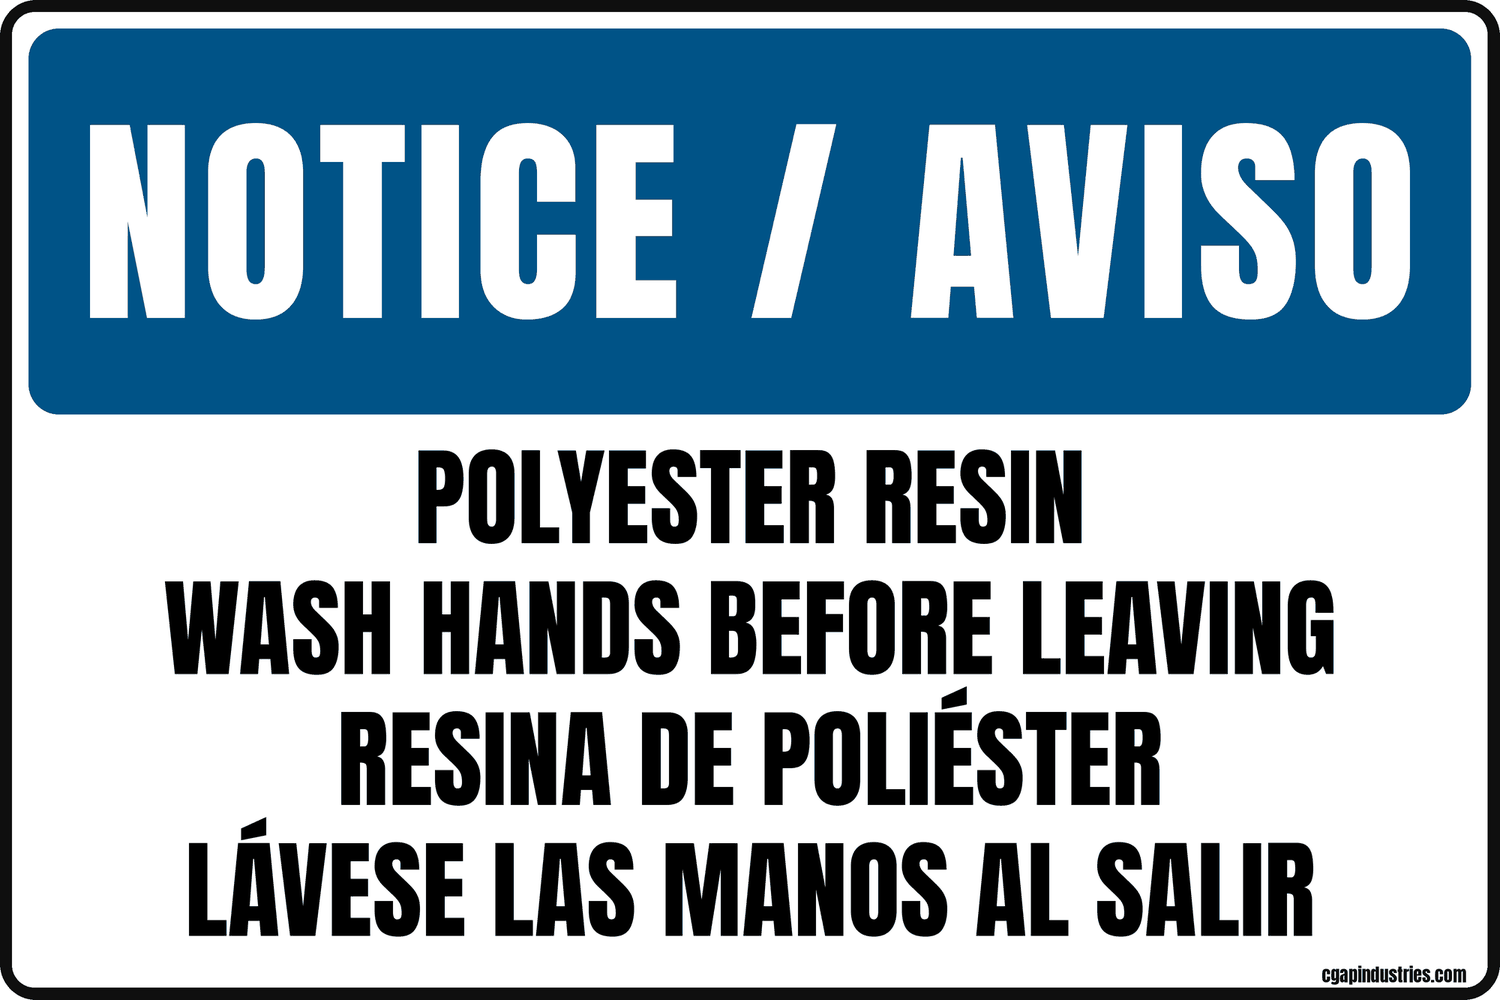 NOTICE / AVISO
POLYESTER RESIN
WASH HANDS BEFORE LEAVING
RESINA DE POLIÉSTER
LÁVESE LAS MANOS AL SALIR
cgapindustries.com